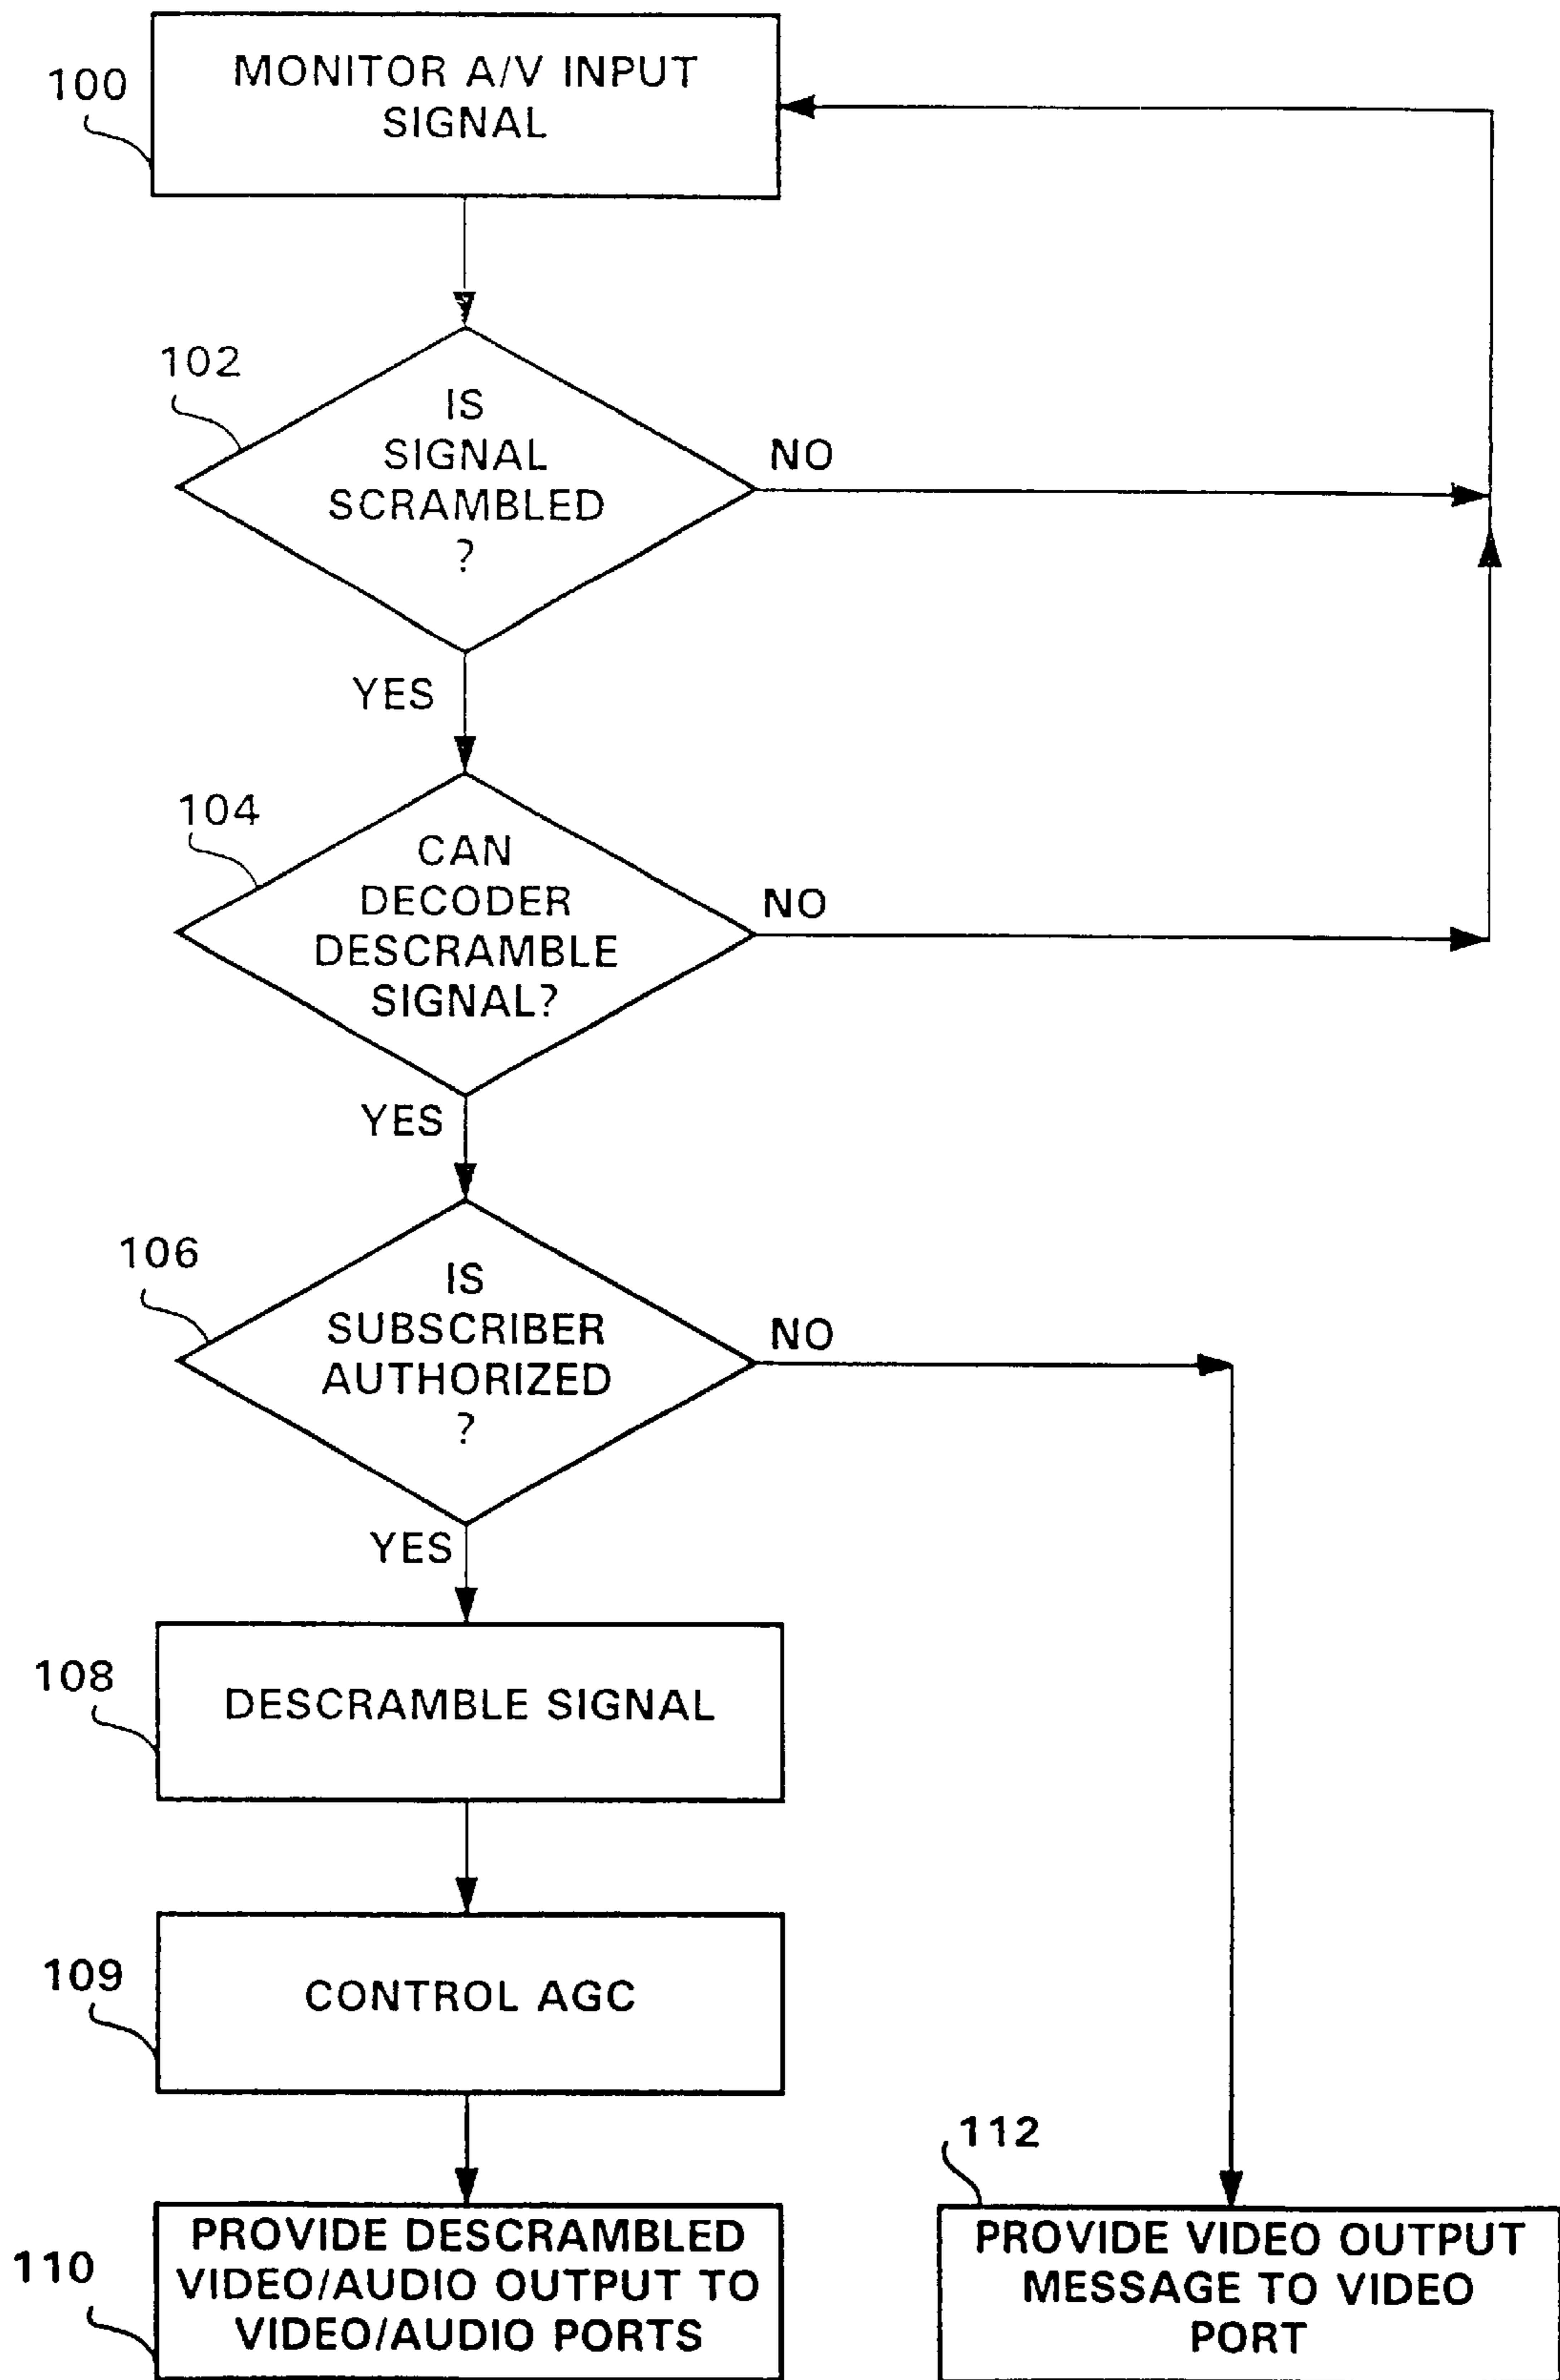 100
MONITOR A/V INPUT
SIGNAL
102
IS
SIGNAL
SCRAMBLED
?
NO
YES
104
CAN
DECODER
DESCRAMBLE
SIGNAL?
NO
YES
106
IS
SUBSCRIBER
AUTHORIZED
?
NO
YES
108
DESCRAMBLE SIGNAL
109
CONTROL AGC
110
PROVIDE DESCRAMBLED
VIDEO/AUDIO OUTPUT TO
VIDEO/AUDIO PORTS
112
PROVIDE VIDEO OUTPUT
MESSAGE TO VIDEO
PORT